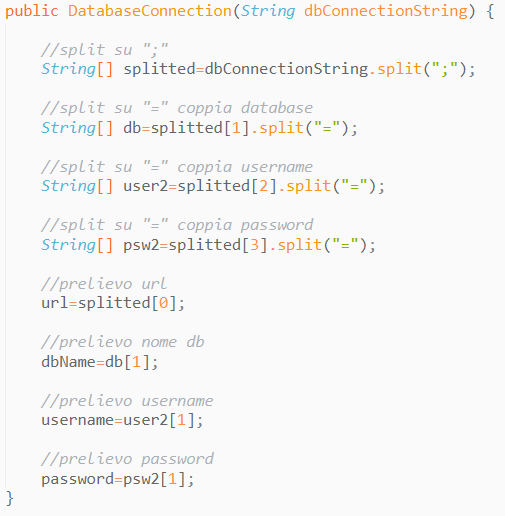 public DatabaseConnection(String dbConnectionString) {
//split su ";"
String[] splitted=dbConnectionString.split(";");
//split su "=" coppia database
String[] db=splitted[1].split("=");
//split su "=" coppia username
String[] user2=splitted[2].split("=");
//split su "=" coppia password
String[] psw2=splitted[3].split("=");
//prelievo url
url=splitted[0];
//prelievo nome db
dbName=db[1];
//prelievo username
username=user2[1];
//prelievo password
password=psw2[1];
}